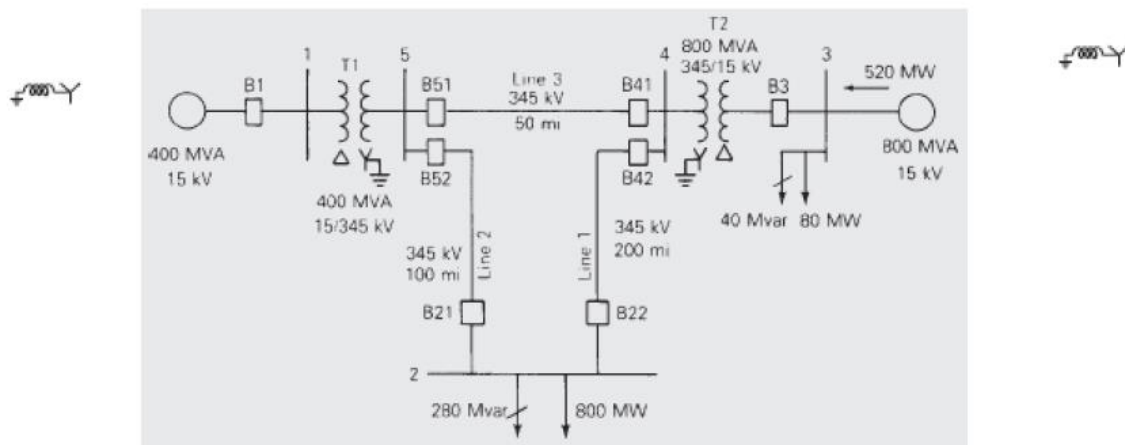 T2
800 MVA
345/15 kV
1
T1
5
4
3
B1
B51
Line 3
345 kV
50 mi
B41
B3
520 MW
400 MVA
15 kV
B52
B42
800 MVA
15 kV
400 MVA
15/345 kV
40 Mvar
80 MW
345 kV
100 mi
Line 2
Line 1
345 kV
200 mi
B21
B22
2
280 Mvar
800 MW